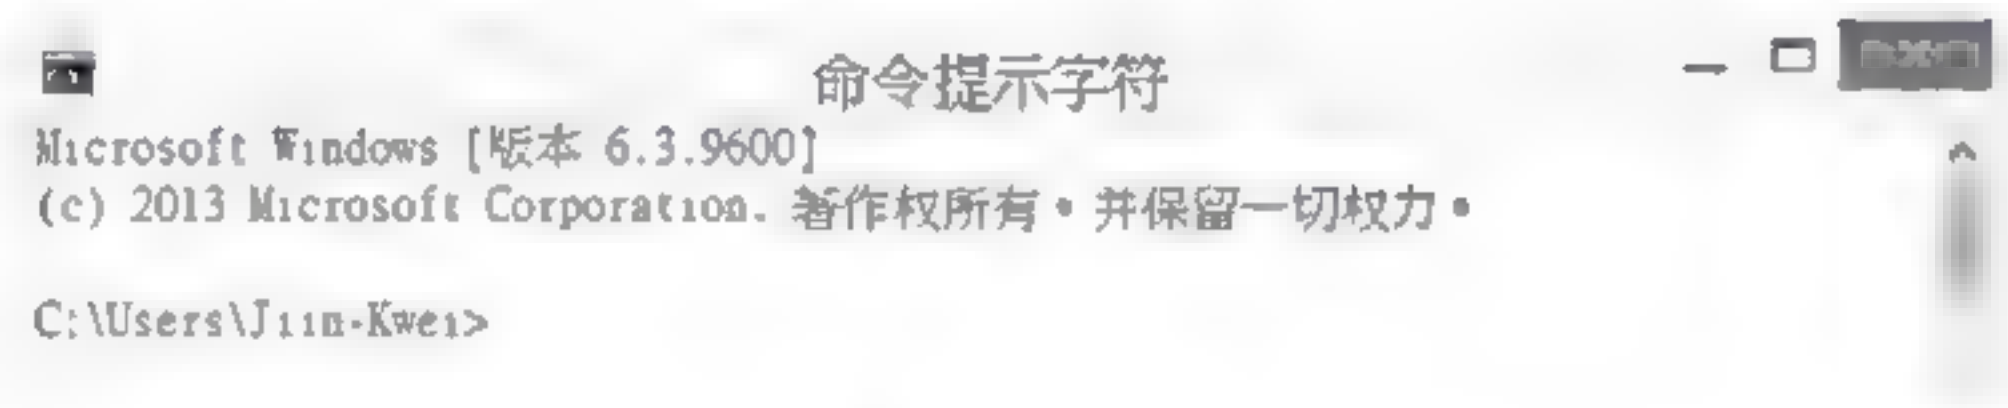 命令提示字符
Microsoft Windows [版本 6.3.9600]
(c) 2013 Microsoft Corporation. 著作权所有。并保留一切权力。
C:\Users\Jiin-Kwei>